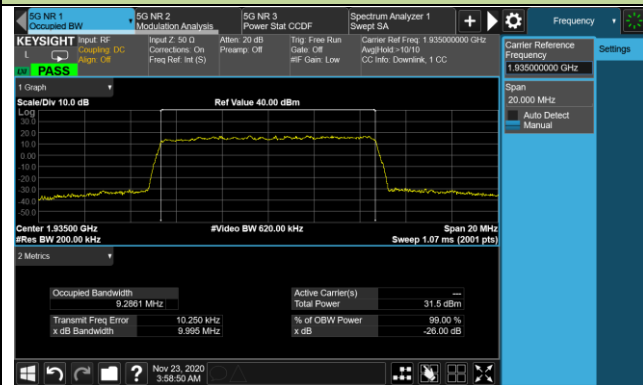 5G NR 1
Occupied BW
5G NR 2
Modulation Analysis
5G NR 3
Power Stat CCDF
Spectrum Analyzer 1
Swept SA
Frequency
KEYSIGHT
L
PASS
Input: RF
Coupling: DC
Align: Off
Input Z: 50 Ω
Corrections: On
Freq Ref: Int (S)
Atten: 20 dB
Preamp: Off
Trig: Free Run
Gate: Off
#IF Gain: Low
Carrier Ref Freq: 1.935000000 GHz
Avg|Hold:>10/10
CC Info: Downlink, 1 CC
Carrier Reference
Frequency
1.935000000 GHz
Settings
Span
20.000 MHz
Auto Detect
Manual
1 Graph
Scale/Div 10.0 dB
Ref Value 40.00 dBm
Log
30.0
20.0
10.0
0.00
-10.0
-20.0
-30.0
-40.0
-50.0
Center 1.93500 GHz
#Video BW 620.00 kHz
Span 20 MHz
#Res BW 200.00 kHz
Sweep 1.07 ms (2001 pts)
2 Metrics
Occupied Bandwidth
9.2861 MHz
Active Carrier(s)
---
Total Power
31.5 dBm
Transmit Freq Error
10.250 kHz
% of OBW Power
99.00 %
x dB Bandwidth
9.995 MHz
x dB
-26.00 dB
?
Nov 23, 2020
3:58:50 AM